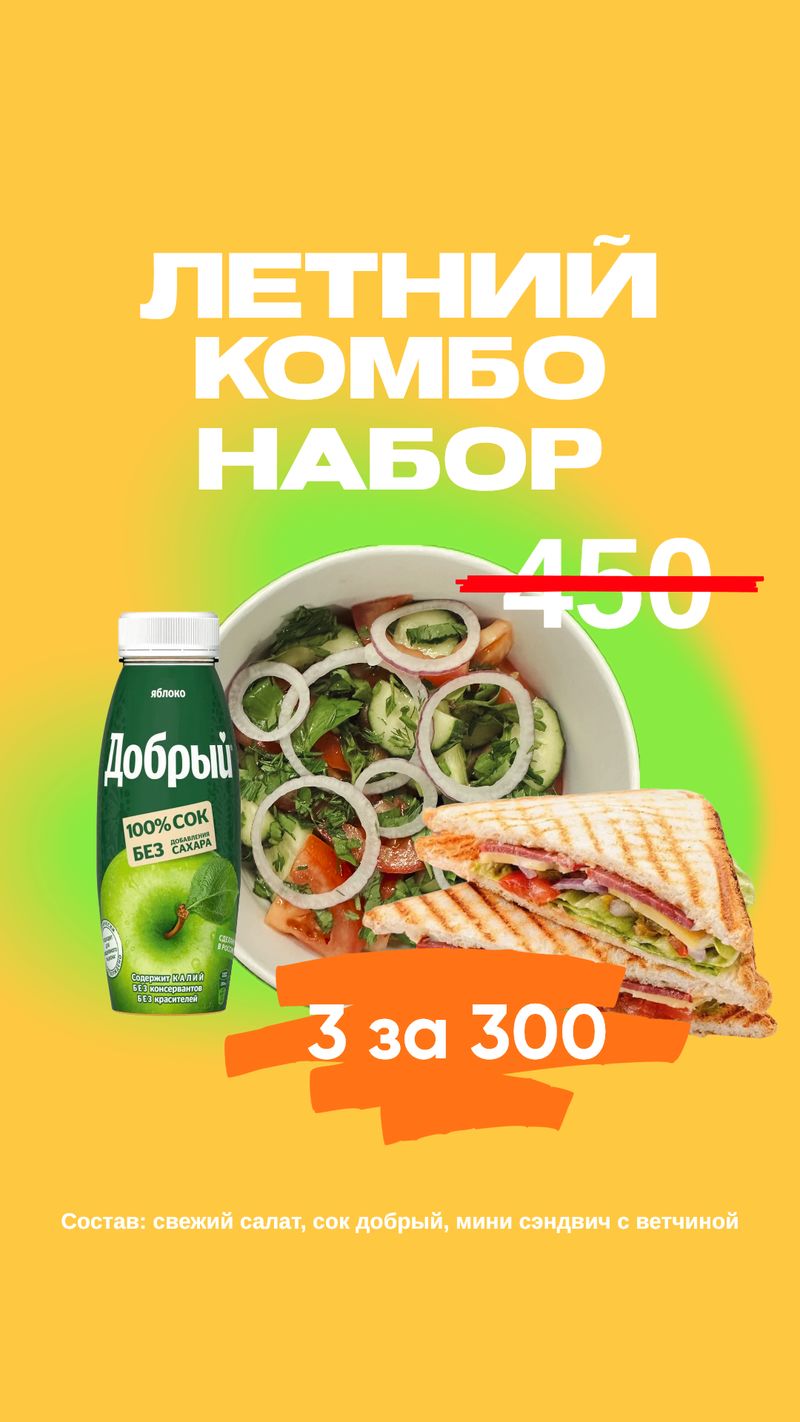 ЛЕТНИЙ
КОМБО
НАБОР
450
яблоко
Добрый
100% СОК
БЕЗ ДОБАВЛЕНИЯ САХАРА
Содержит КАЛИЙ
БЕЗ консервантов
БЕЗ красителей
3 за 300
Состав: свежий салат, сок добрый, мини сэндвич с ветчиной